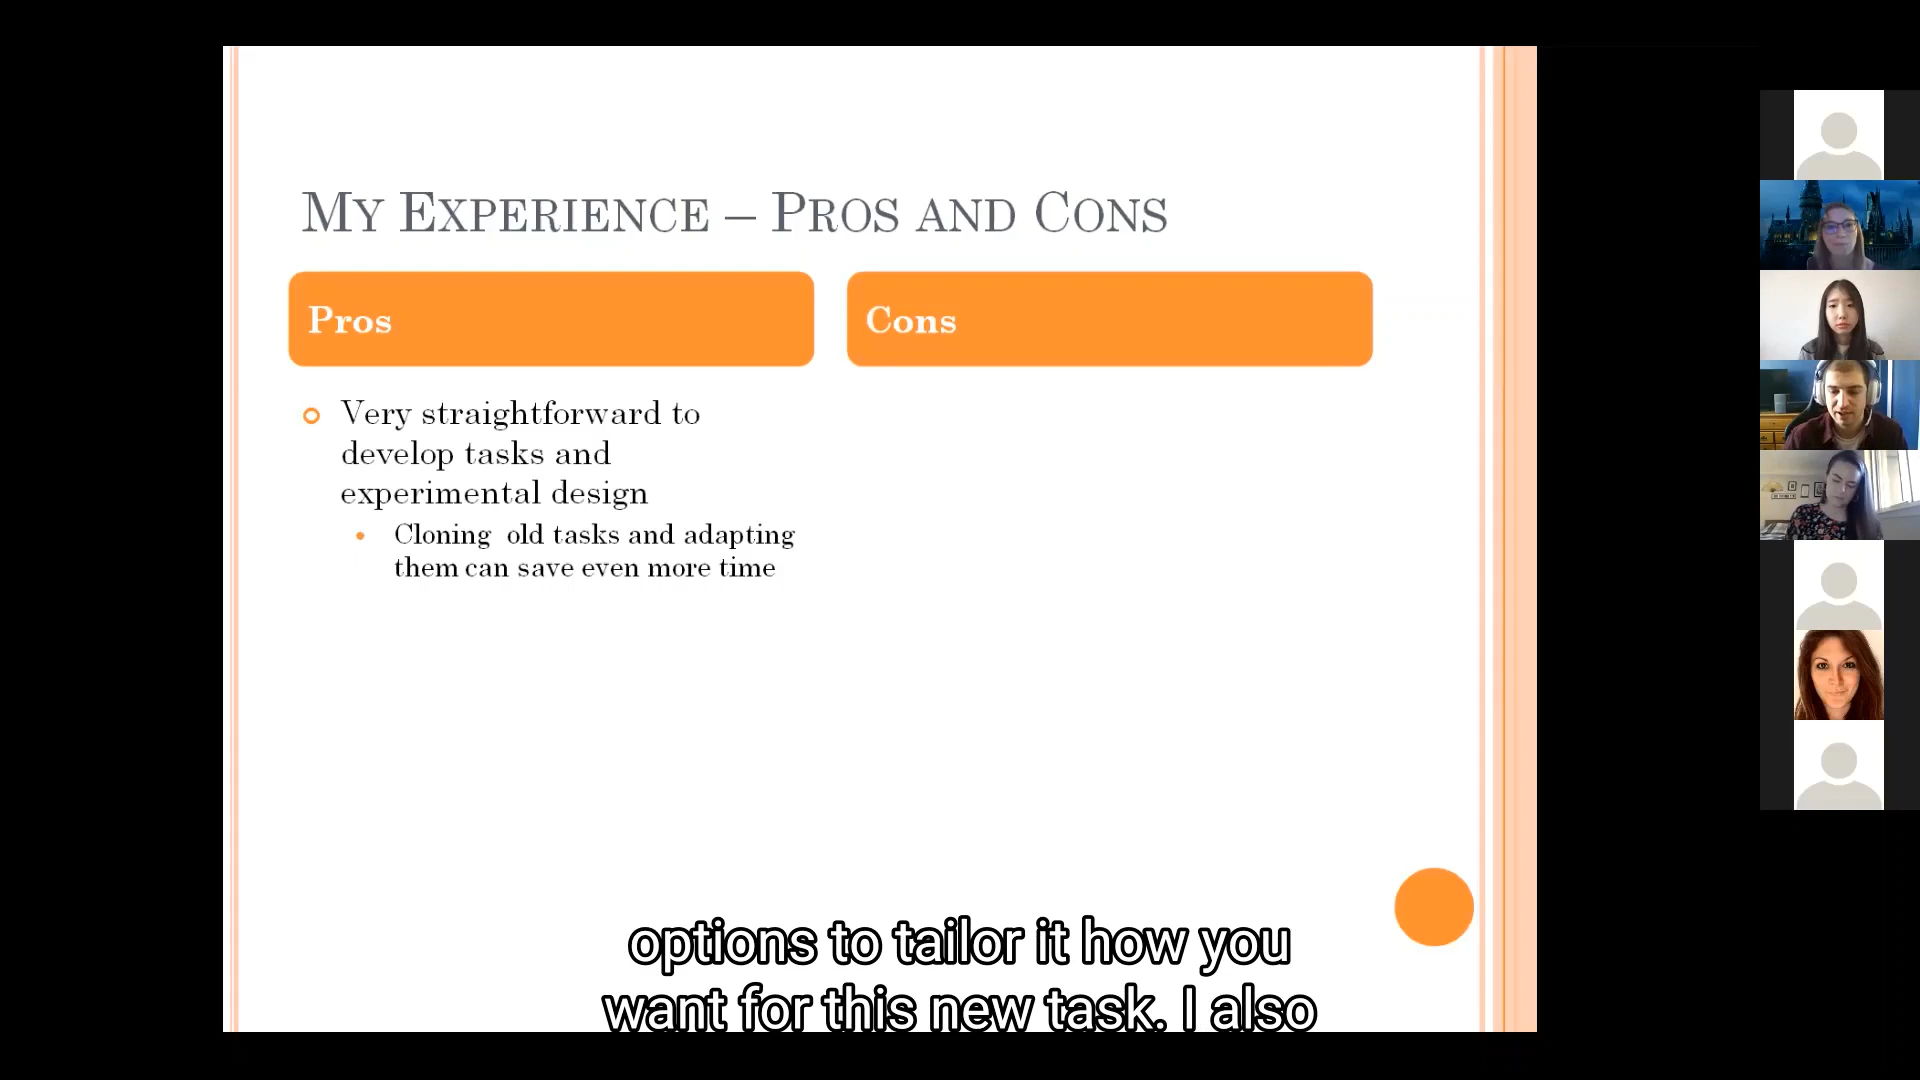 My Experience – Pros and Cons
Pros
Cons
Very straightforward to
develop tasks and
experimental design
Cloning old tasks and adapting
them can save even more time
options to tailor it how you
want for this new task. I also